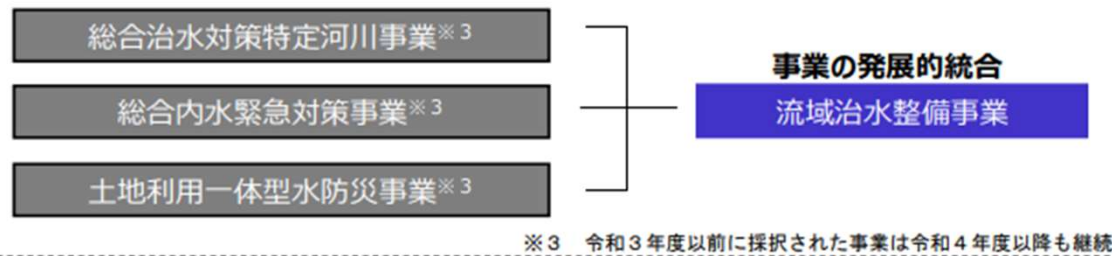 総合治水対策特定河川事業※3
総合内水緊急対策事業※3
土地利用一体型水防災事業※3
事業の発展的統合
流域治水整備事業
※3　令和3年度以前に採択された事業は令和4年度以降も継続